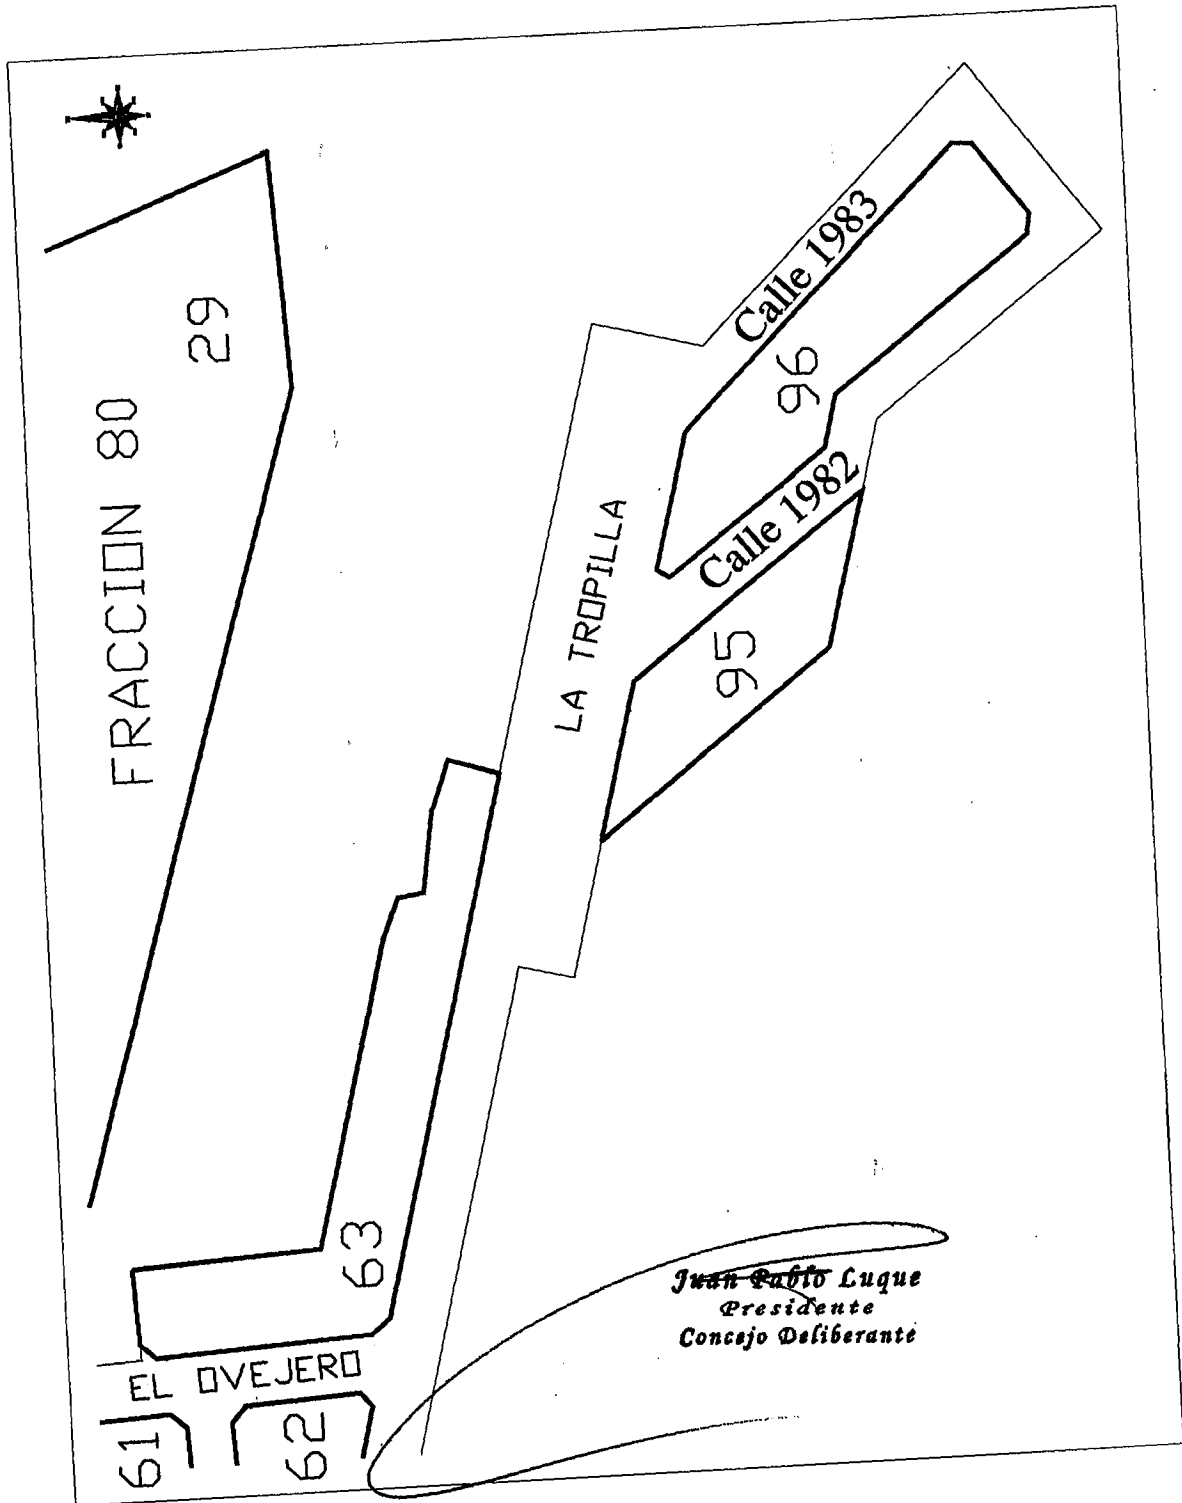 29
FRACCION 80
Calle 1983
96
Calle 1982
LA TROPILLA
95
63
Juan Pablo Luque
Presidente
Concejo Deliberante
EL OVEJERO
61
62